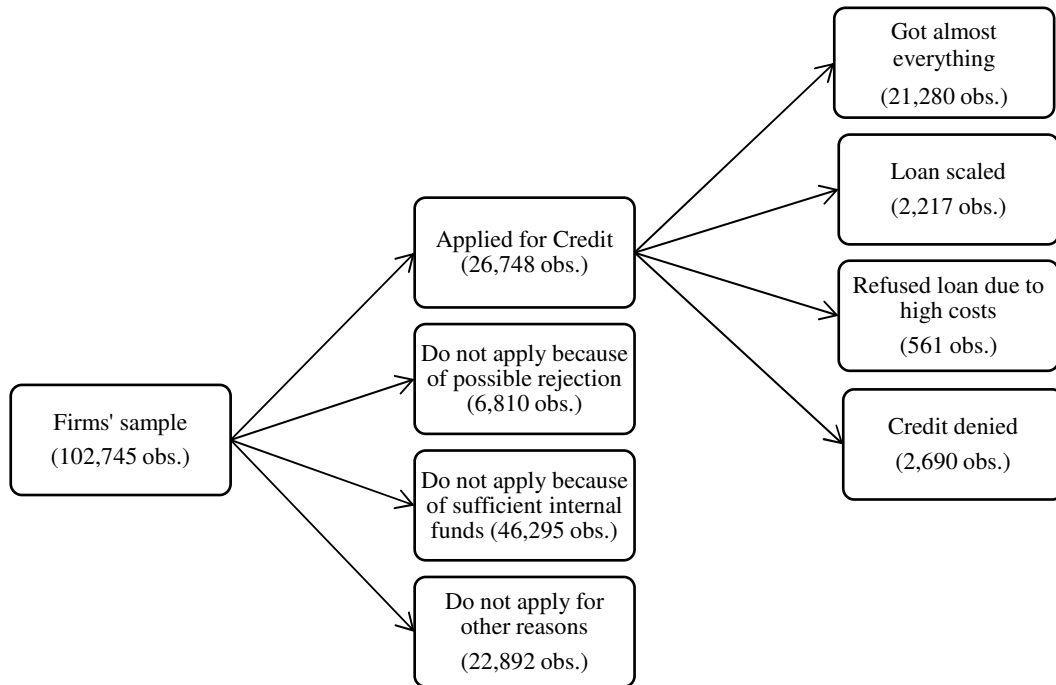 Firms' sample
(102,745 obs.)
Applied for Credit
(26,748 obs.)
Do not apply because
of possible rejection
(6,810 obs.)
Do not apply because
of sufficient internal
funds (46,295 obs.)
Do not apply for
other reasons
(22,892 obs.)
Got almost
everything
(21,280 obs.)
Loan scaled
(2,217 obs.)
Refused loan due to
high costs
(561 obs.)
Credit denied
(2,690 obs.)